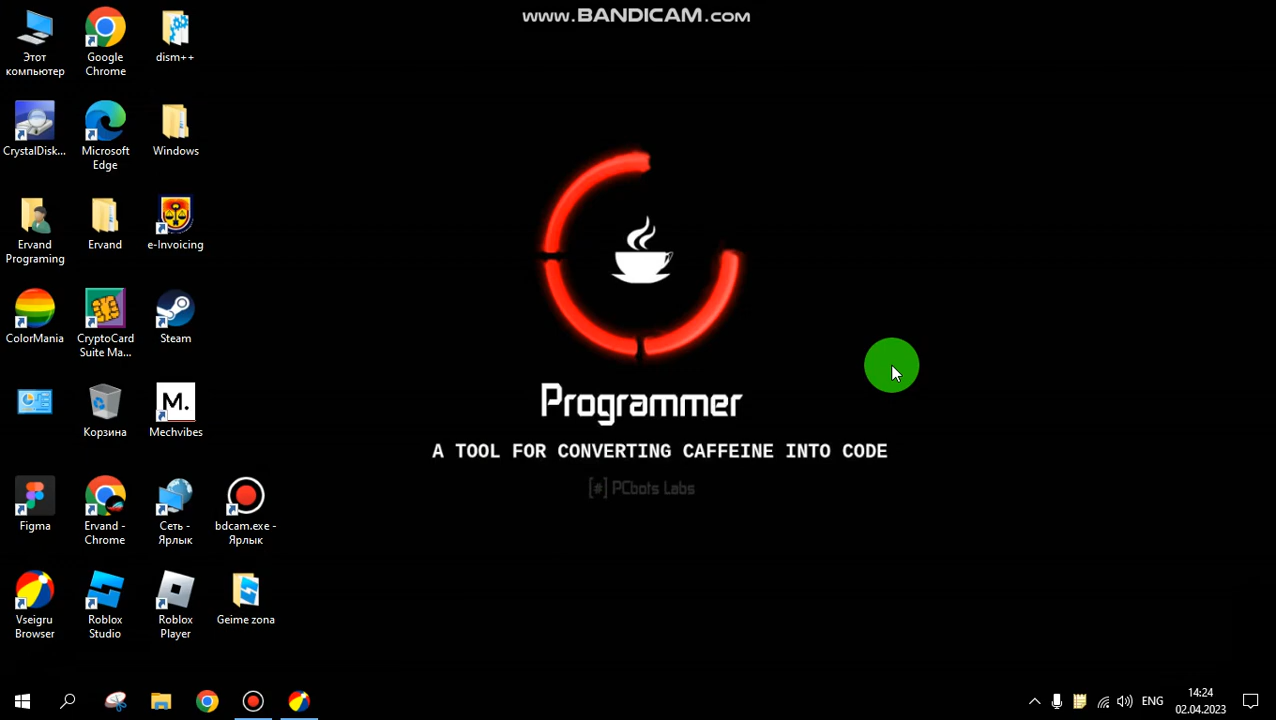 www.BANDICAM.com
Этот
компьютер
Google
Chrome
dism++
CrystalDisk...
Microsoft
Edge
Windows
Ervand
Programing
Ervand
e-Invoicing
ColorMania
CryptoCard
Suite Ma...
Steam
Корзина
M.
Mechvibes
Figma
Ervand -
Chrome
Сеть -
Ярлык
bdcam.exe -
Ярлык
Vseigru
Browser
Roblox
Studio
Roblox
Player
Geime zona
Programmer
A TOOL FOR CONVERTING CAFFEINE INTO CODE
[#] PCbots Labs
ENG
14:24
02.04.2023